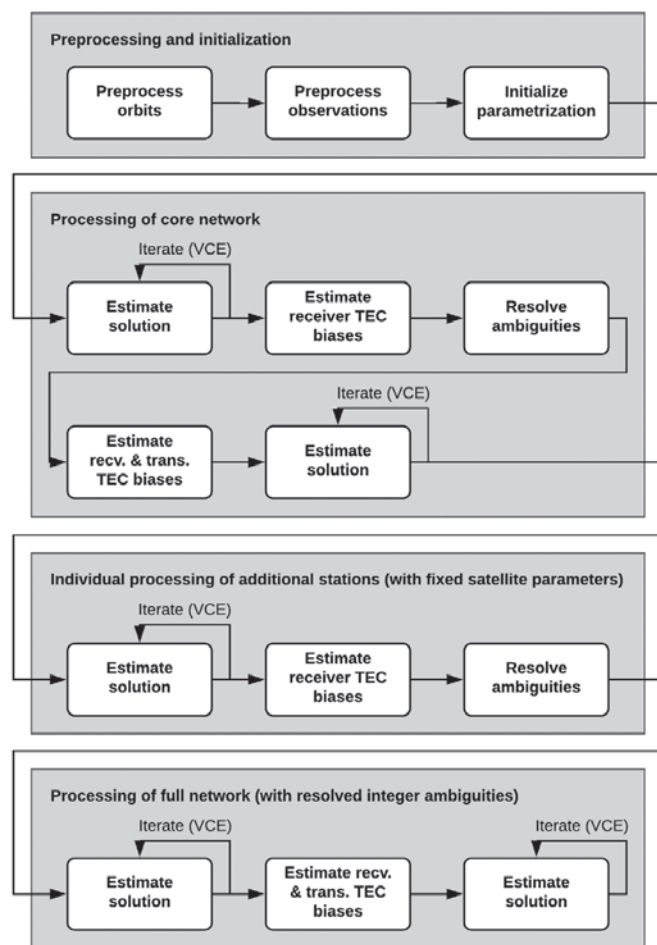 Preprocessing and initialization
Preprocess
orbits
Preprocess
observations
Initialize
parametrization
Processing of core network
Iterate (VCE)
Estimate
solution
Estimate
receiver TEC
biases
Resolve
ambiguities
Iterate (VCE)
Estimate
recv. & trans.
TEC biases
Estimate
solution
Individual processing of additional stations (with fixed satellite parameters)
Iterate (VCE)
Estimate
solution
Estimate
receiver TEC
biases
Resolve
ambiguities
Processing of full network (with resolved integer ambiguities)
Iterate (VCE)
Iterate (VCE)
Estimate
solution
Estimate recv.
& trans. TEC
biases
Estimate
solution